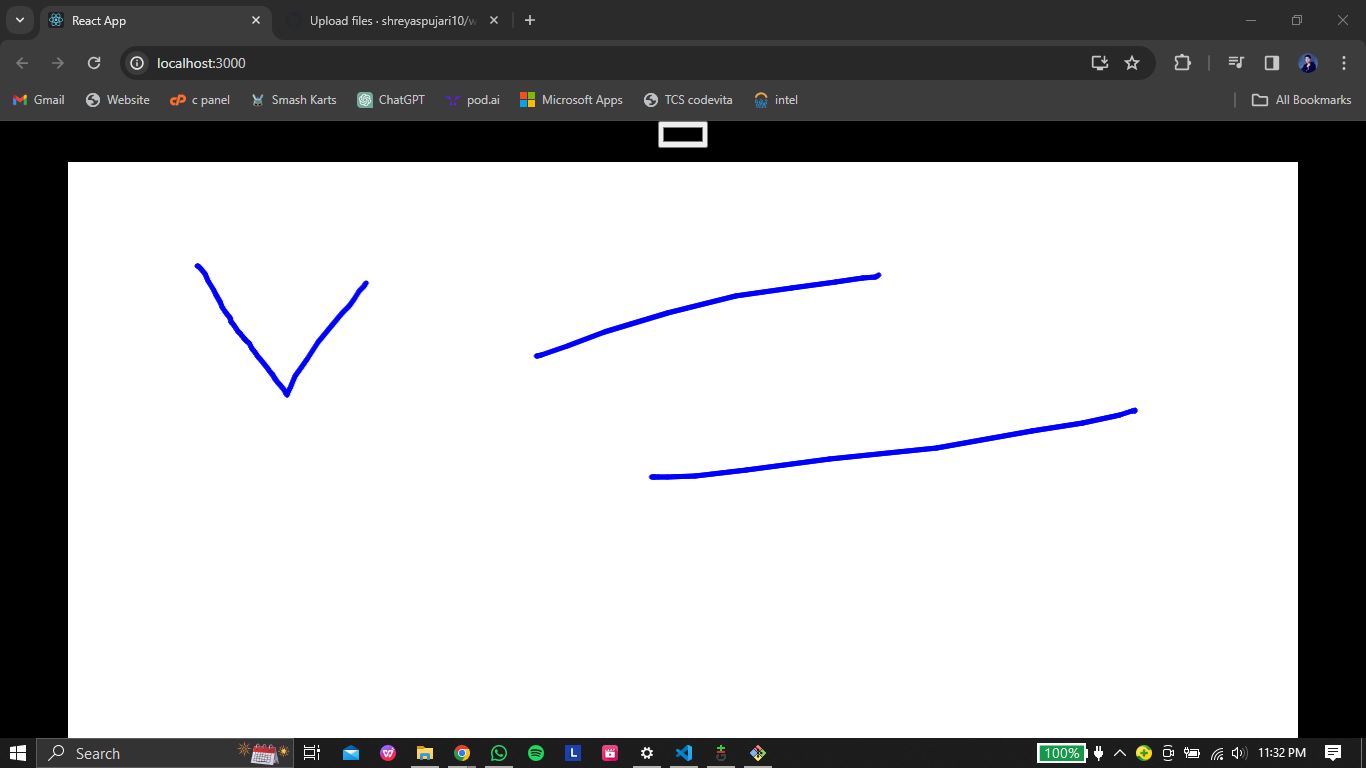 React App
Upload files · shreyaspujari10/w
localhost:3000
Gmail Website c panel Smash Karts ChatGPT pod.ai Microsoft Apps TCS codevita intel All Bookmarks
Search 100% 11:32 PM